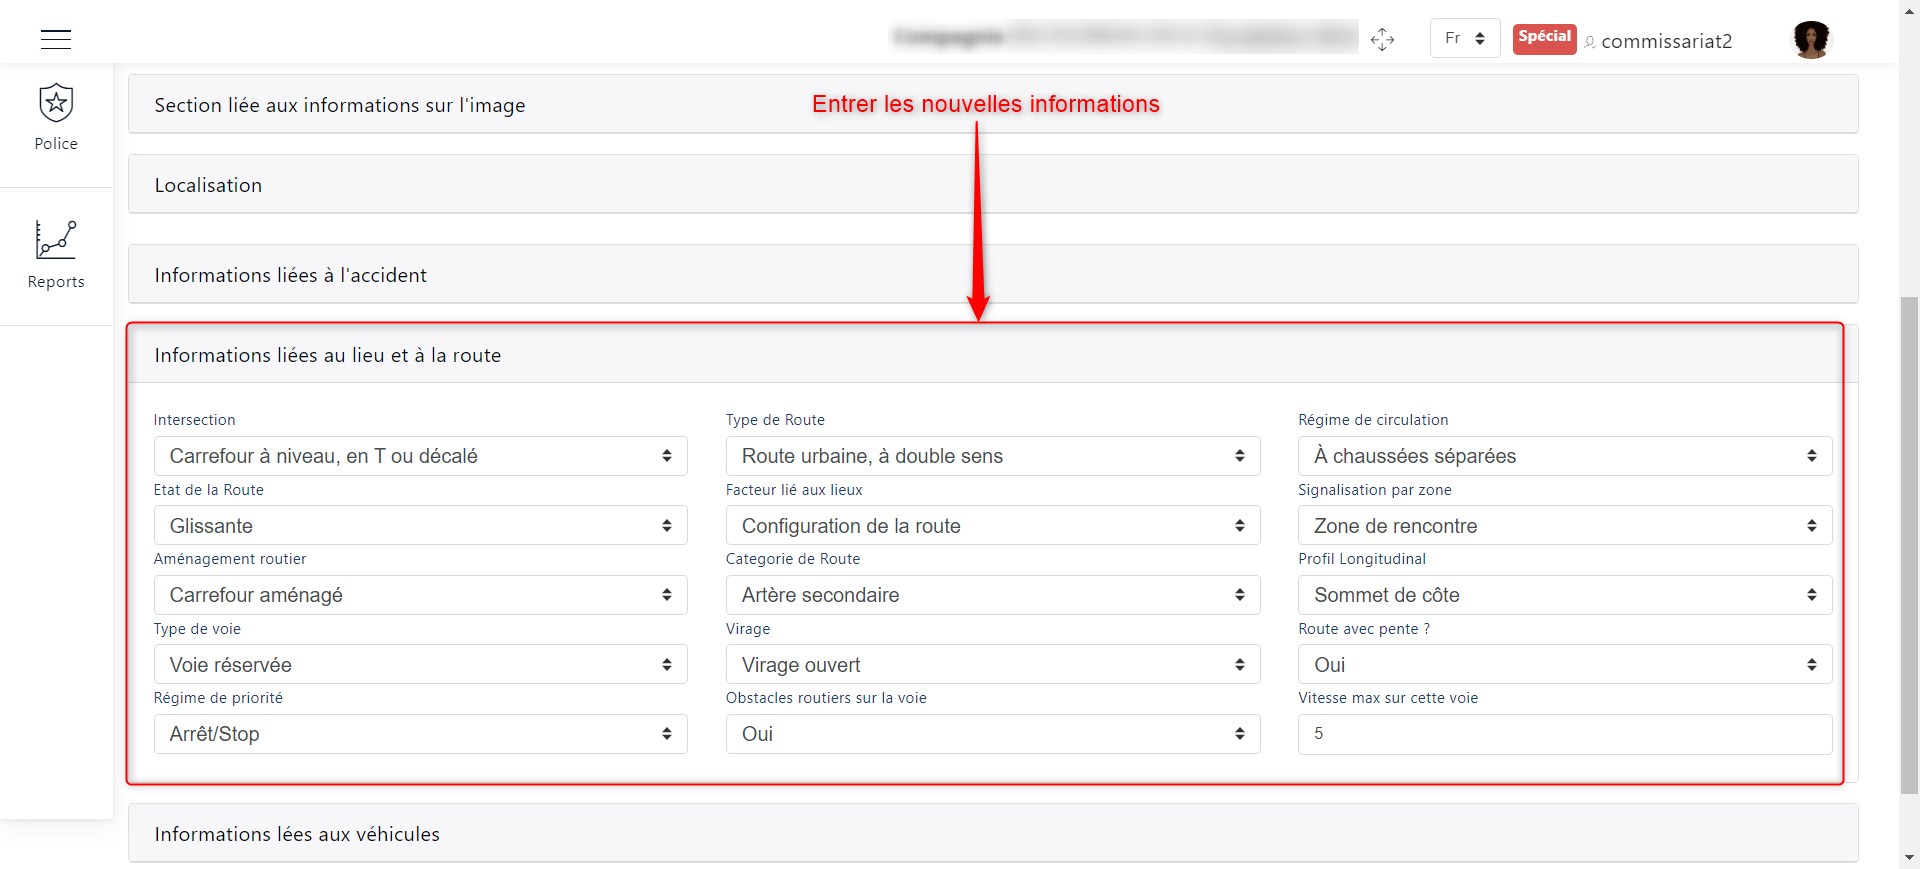 Compagnie
Fr
Spécial
commissariat2
Police
Reports
Section liée aux informations sur l'image
Entrer les nouvelles informations
Localisation
Informations liées à l'accident
Informations liées au lieu et à la route
Intersection
Type de Route
Régime de circulation
Carrefour à niveau, en T ou décalé
Route urbaine, à double sens
À chaussées séparées
Etat de la Route
Facteur lié aux lieux
Signalisation par zone
Glissante
Configuration de la route
Zone de rencontre
Aménagement routier
Categorie de Route
Profil Longitudinal
Carrefour aménagé
Artère secondaire
Sommet de côte
Type de voie
Virage
Route avec pente ?
Voie réservée
Virage ouvert
Oui
Régime de priorité
Obstacles routiers sur la voie
Vitesse max sur cette voie
Arrêt/Stop
Oui
5
Informations lées aux véhicules